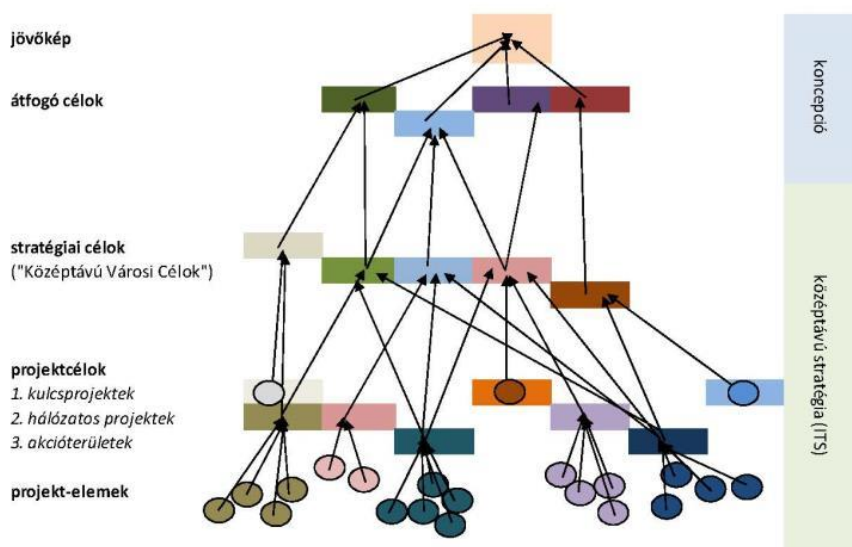 jövőkép
átfogó célok
koncepció
stratégiai célok
("Középtávú Városi Célok")
középtávú stratégia (ITS)
projektcélok
1. kulcsprojektek
2. hálózatos projektek
3. akcióterületek
projekt-elemek